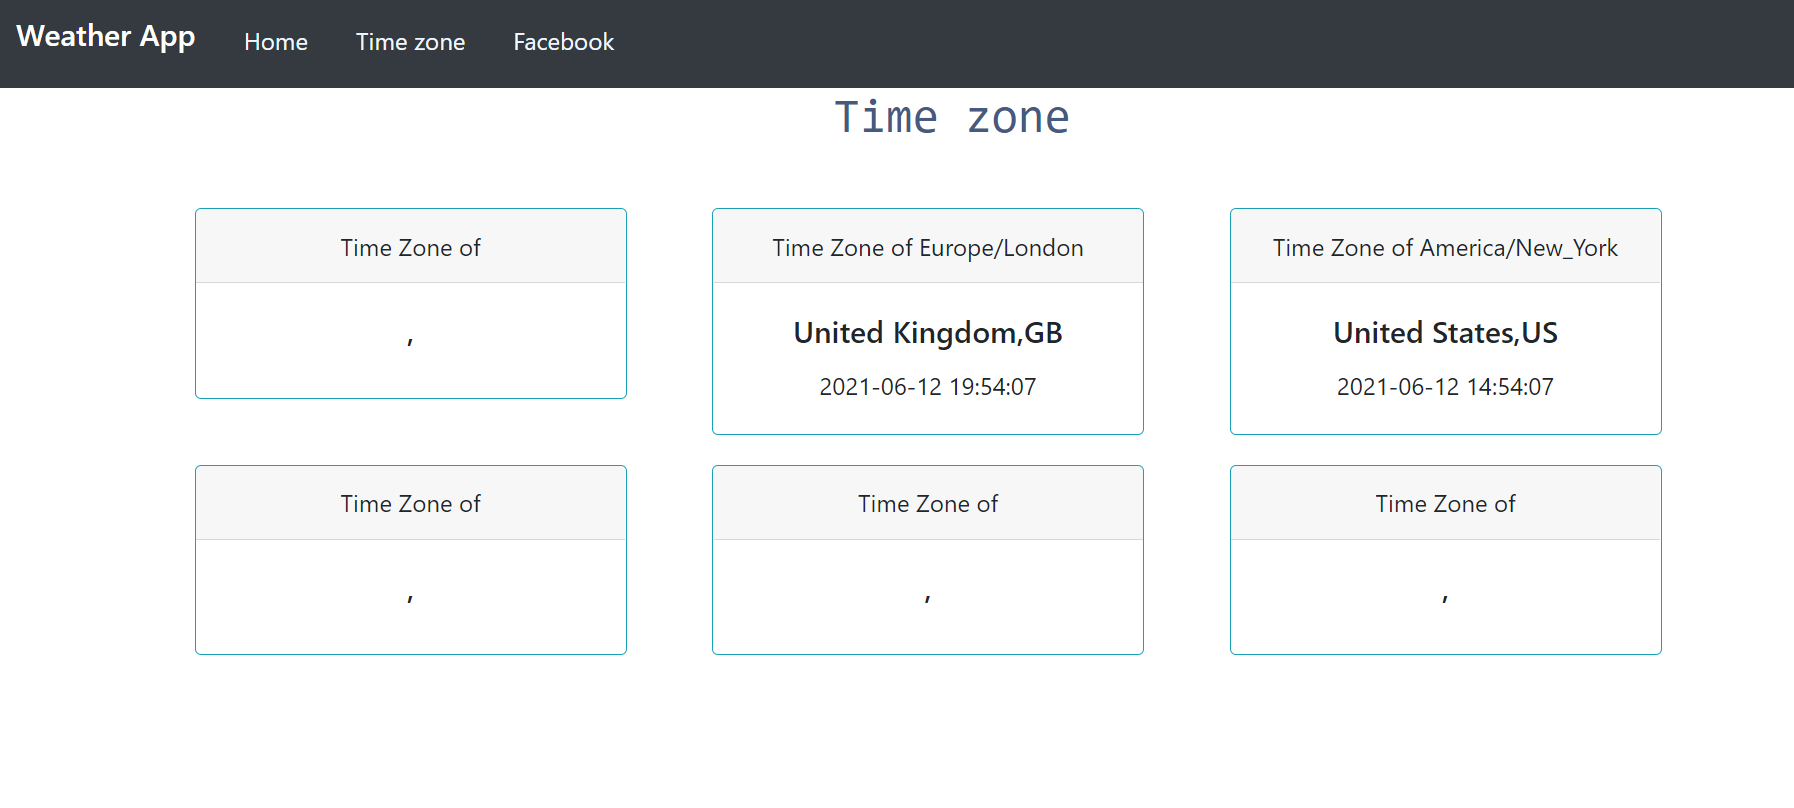 Weather App Home Time zone Facebook
Time zone
Time Zone of
,
Time Zone of Europe/London
United Kingdom,GB
2021-06-12 19:54:07
Time Zone of America/New_York
United States,US
2021-06-12 14:54:07
Time Zone of
,
Time Zone of
,
Time Zone of
,